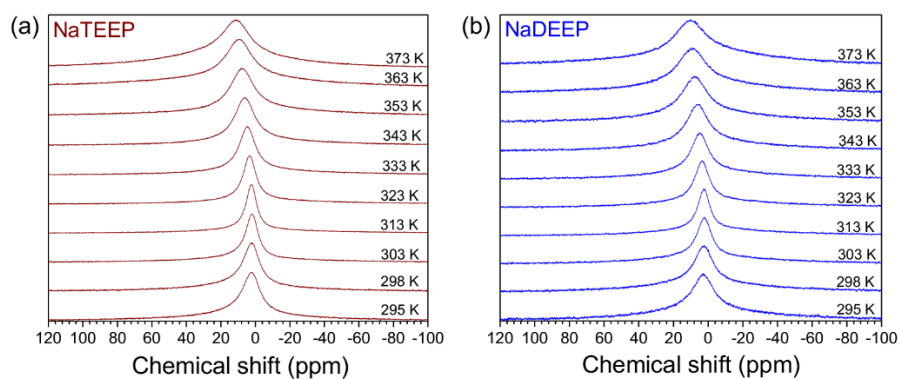 (a)
NaTEEP
373 K
363 K
353 K
343 K
333 K
323 K
313 K
303 K
298 K
295 K
120 100 80 60 40 20 0 -20 -40 -60 -80 -100
Chemical shift (ppm)
(b)
NaDEEP
373 K
363 K
353 K
343 K
333 K
323 K
313 K
303 K
298 K
295 K
120 100 80 60 40 20 0 -20 -40 -60 -80 -100
Chemical shift (ppm)